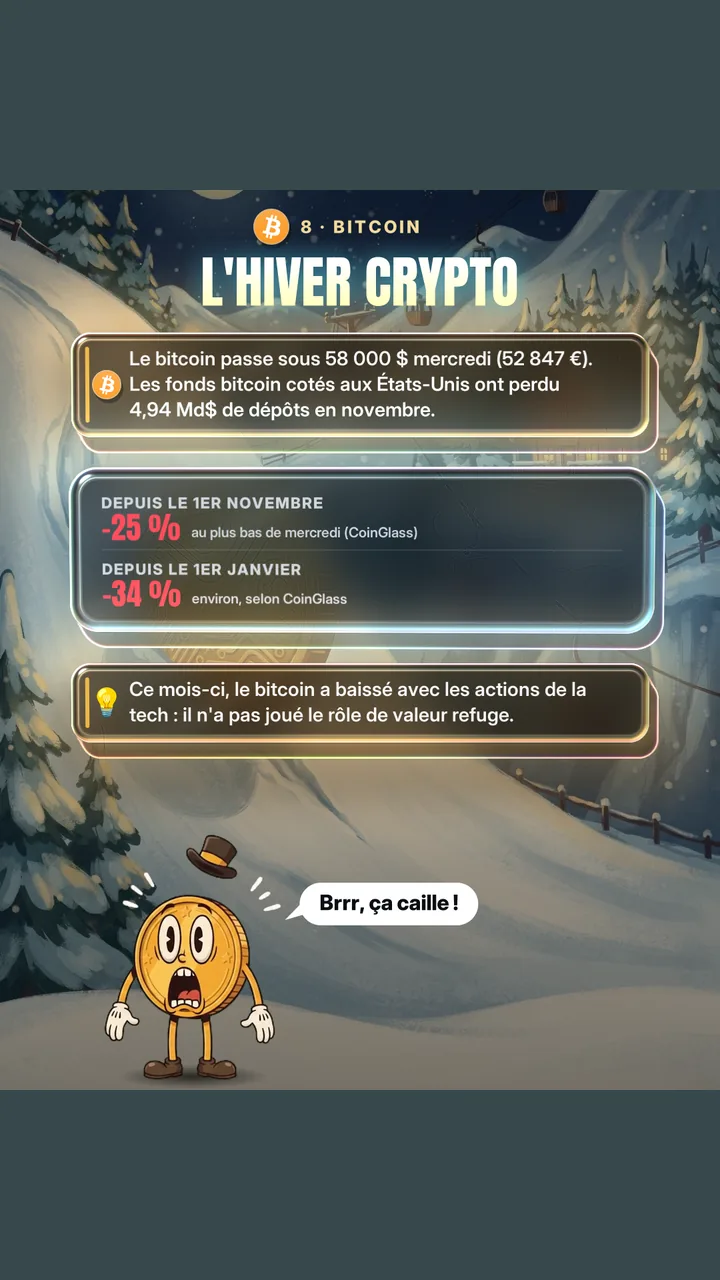 8 · BITCOIN
L'HIVER CRYPTO
Le bitcoin passe sous 58 000 $ mercredi (52 847 €).
Les fonds bitcoin cotés aux États-Unis ont perdu
4,94 Md$ de dépôts en novembre.
DEPUIS LE 1ER NOVEMBRE
-25 % au plus bas de mercredi (CoinGlass)
DEPUIS LE 1ER JANVIER
-34 % environ, selon CoinGlass
Ce mois-ci, le bitcoin a baissé avec les actions de la
tech : il n'a pas joué le rôle de valeur refuge.
Brrr, ça caille !